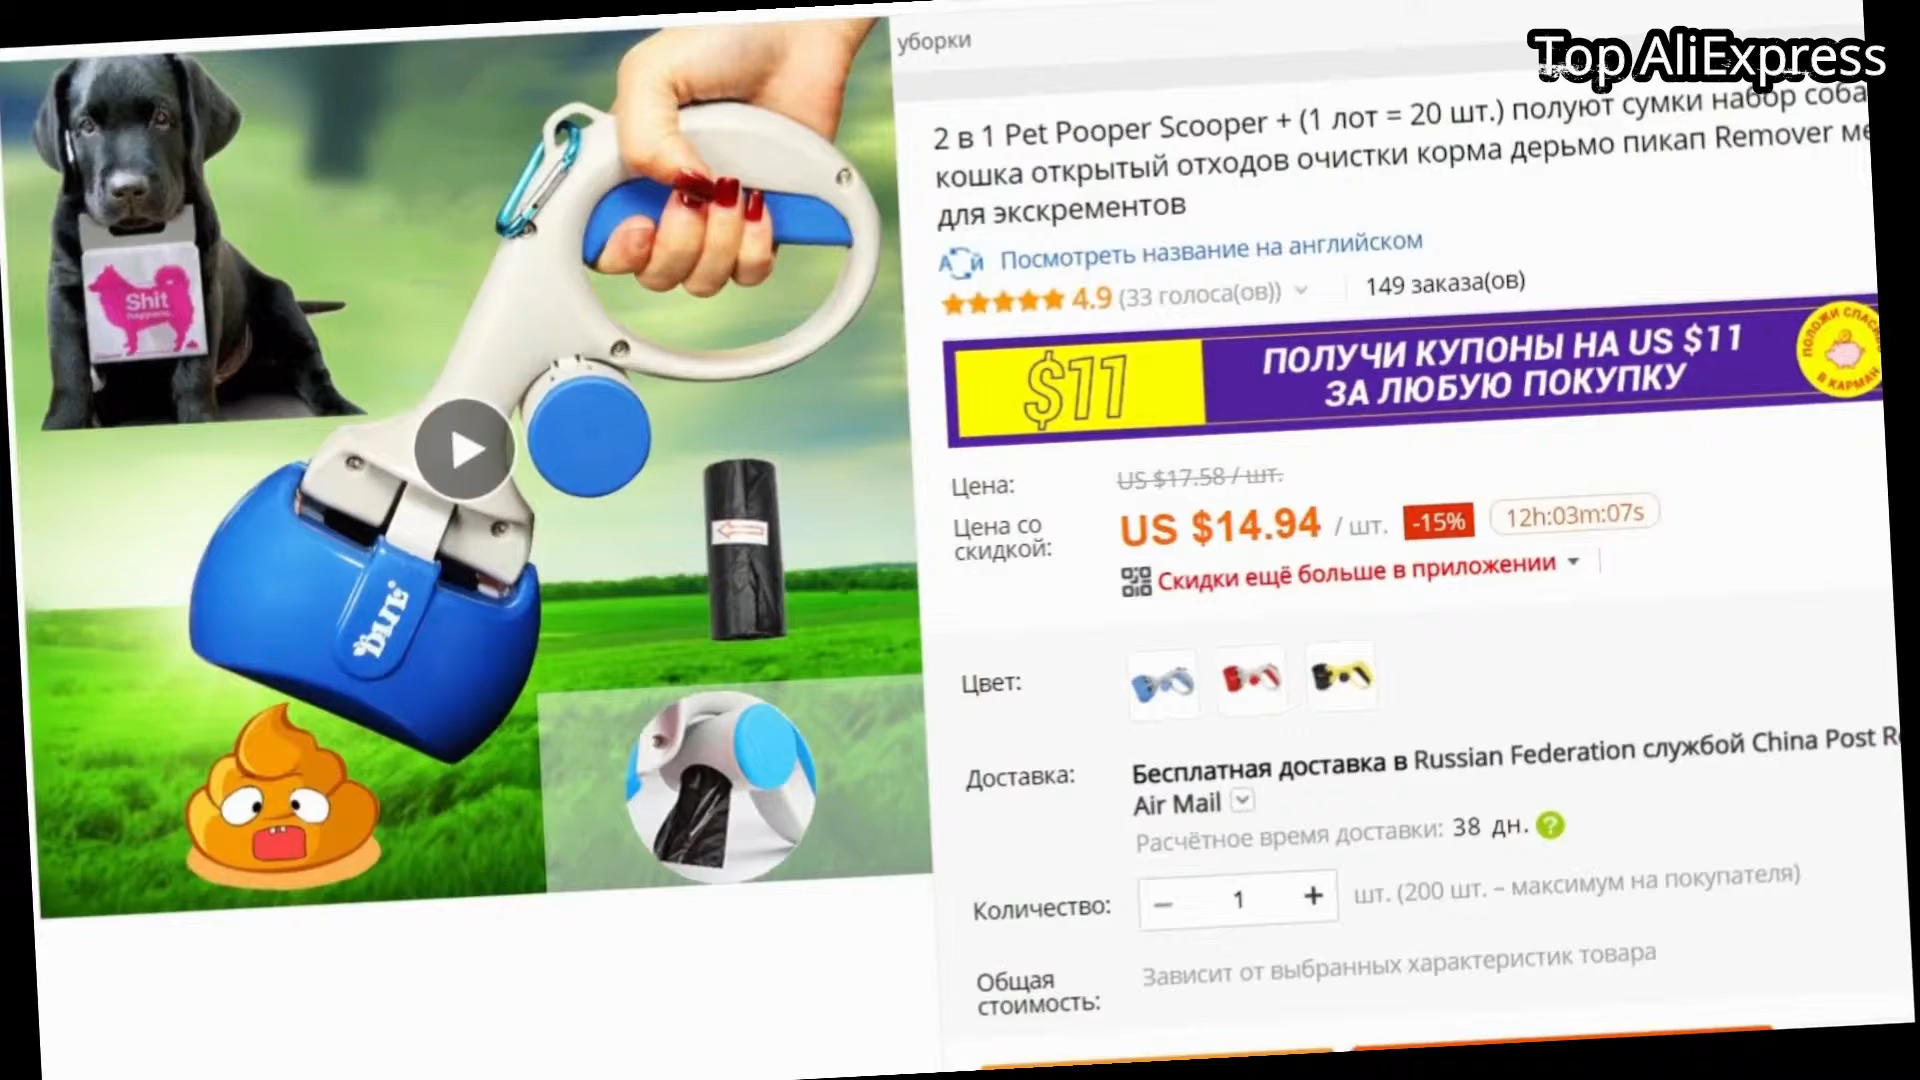 Top AliExpress
уборки
2 в 1 Pet Pooper Scooper + (1 лот = 20 шт.) полуют сумки набор соба
кошка открытый отходов очистки корма дерьмо пикап Remover ме
для экскрементов
Посмотреть название на английском
4.9 (33 голоса(ов)) 149 заказа(ов)
$11
ПОЛУЧИ КУПОНЫ НА US $11
ЗА ЛЮБУЮ ПОКУПКУ
В КАРМАН
Цена: US $17.58 / шт.
Цена со
скидкой:
US $14.94 / шт. -15% 12h:03m:07s
Скидки ещё больше в приложении
Цвет:
Доставка: Бесплатная доставка в Russian Federation службой China Post Re
Air Mail
Расчётное время доставки: 38 дн. ?
Количество: − 1 + шт. (200 шт. – максимум на покупателя)
Общая
стоимость:
Зависит от выбранных характеристик товара
Shit
happens.